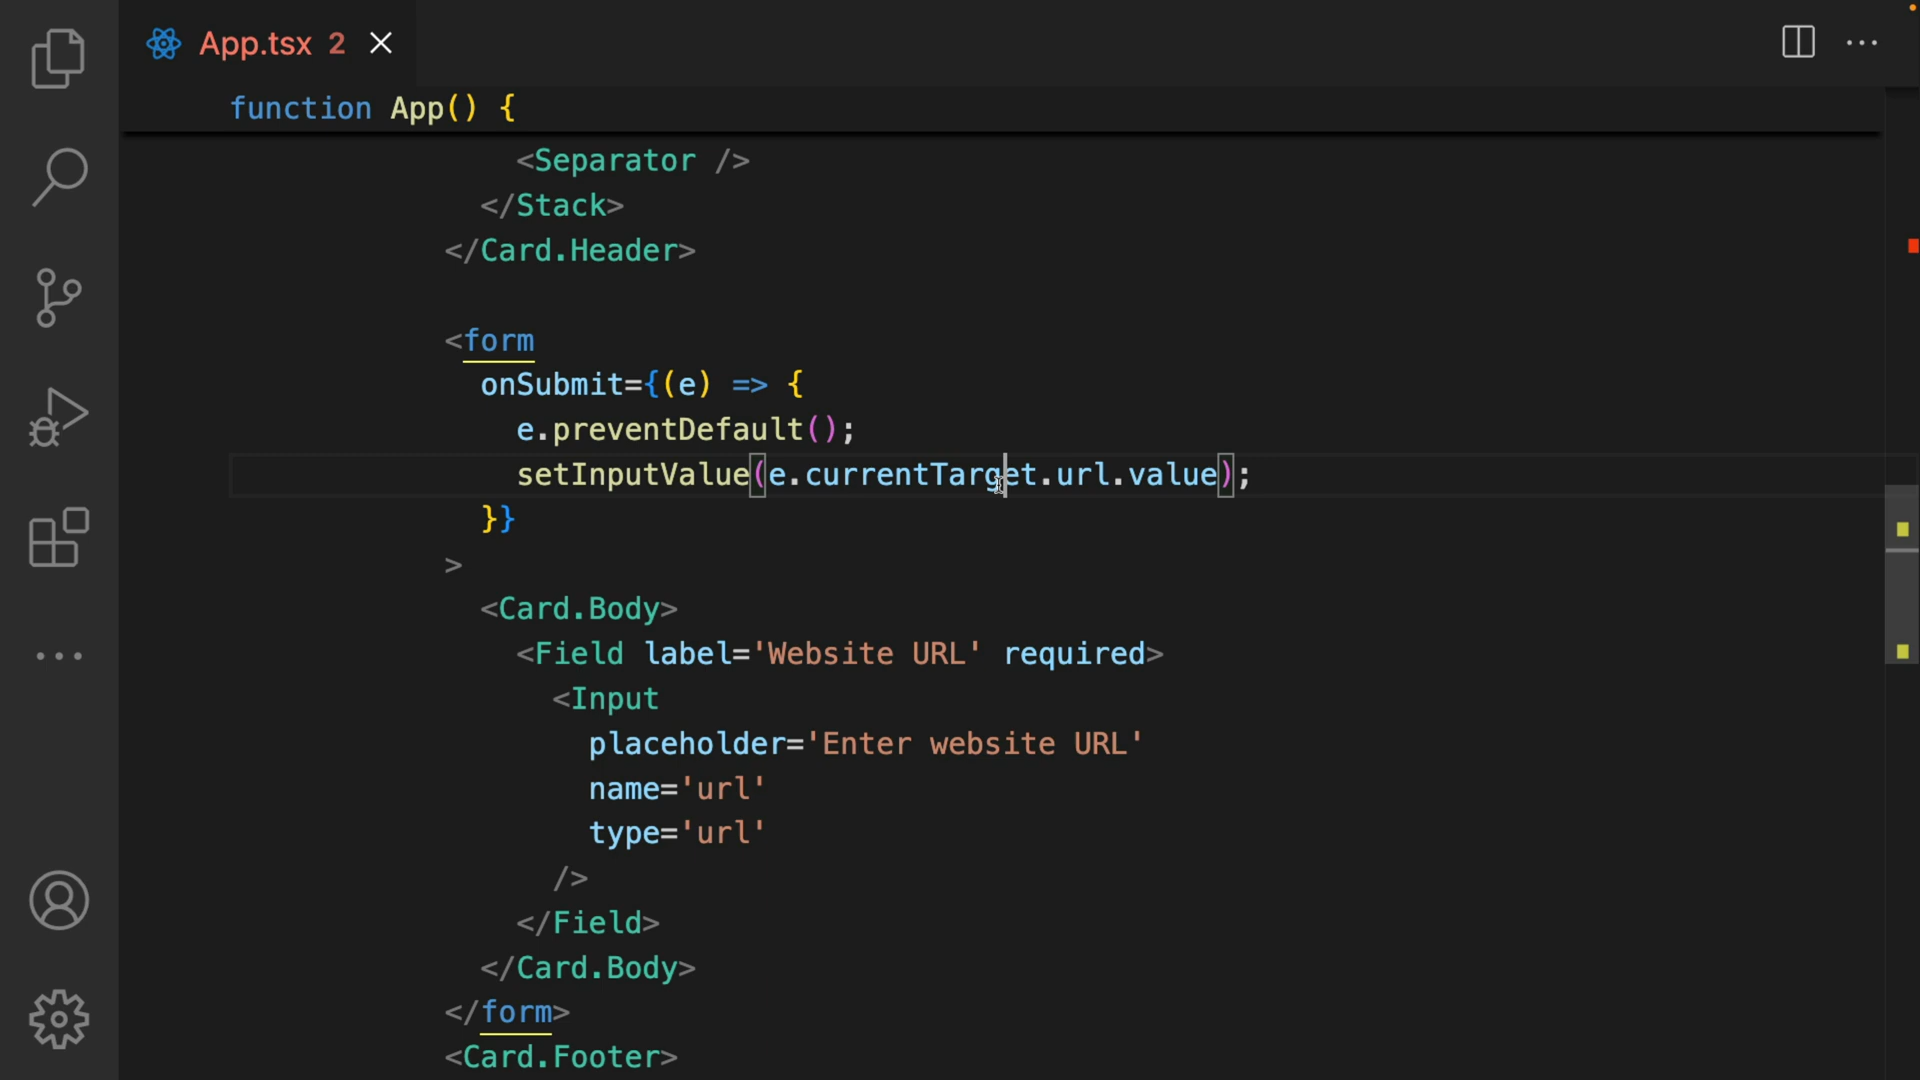 App.tsx 2
function App() {
<Separator />
</Stack>
</Card.Header>
<form
onSubmit={(e) => {
e.preventDefault();
setInputValue(e.currentTarget.url.value);
}}
>
<Card.Body>
<Field label='Website URL' required>
<Input
placeholder='Enter website URL'
name='url'
type='url'
/>
</Field>
</Card.Body>
</form>
<Card.Footer>